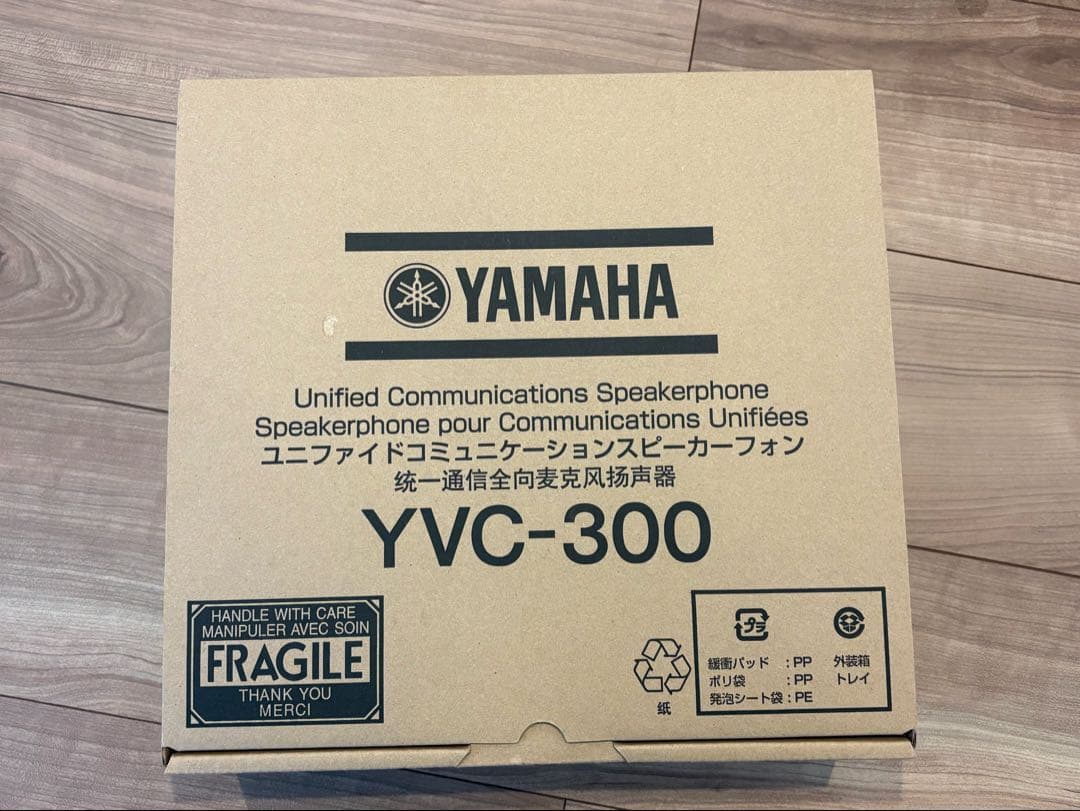 YAMAHA
Unified Communications Speakerphone
Speakerphone pour Communications Unifiées
ユニファイドコミュニケーションスピーカーフォン
统一通信全向麦克风扬声器
YVC-300
HANDLE WITH CARE
MANIPULER AVEC SOIN
FRAGILE
THANK YOU
MERCI
纸
プラ
緩衝パッド :PP
ポリ袋 :PP
発泡シート袋:PE
外装箱
トレイ